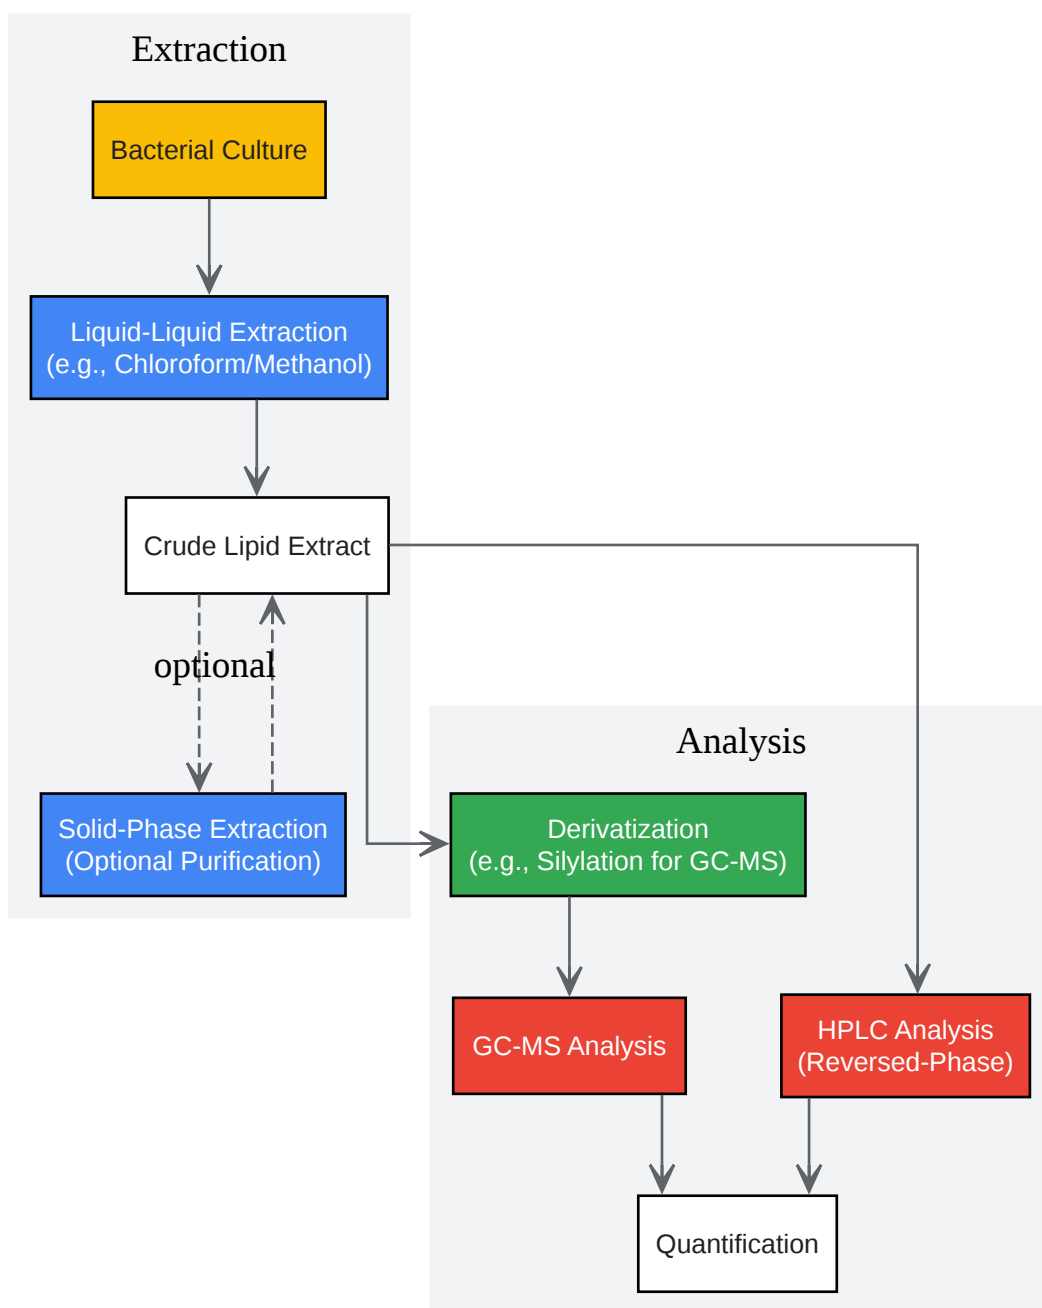 Extraction
Bacterial Culture
Liquid-Liquid Extraction
(e.g., Chloroform/Methanol)
Crude Lipid Extract
optional
Solid-Phase Extraction
(Optional Purification)
Analysis
Derivatization
(e.g., Silylation for GC-MS)
GC-MS Analysis
HPLC Analysis
(Reversed-Phase)
Quantification